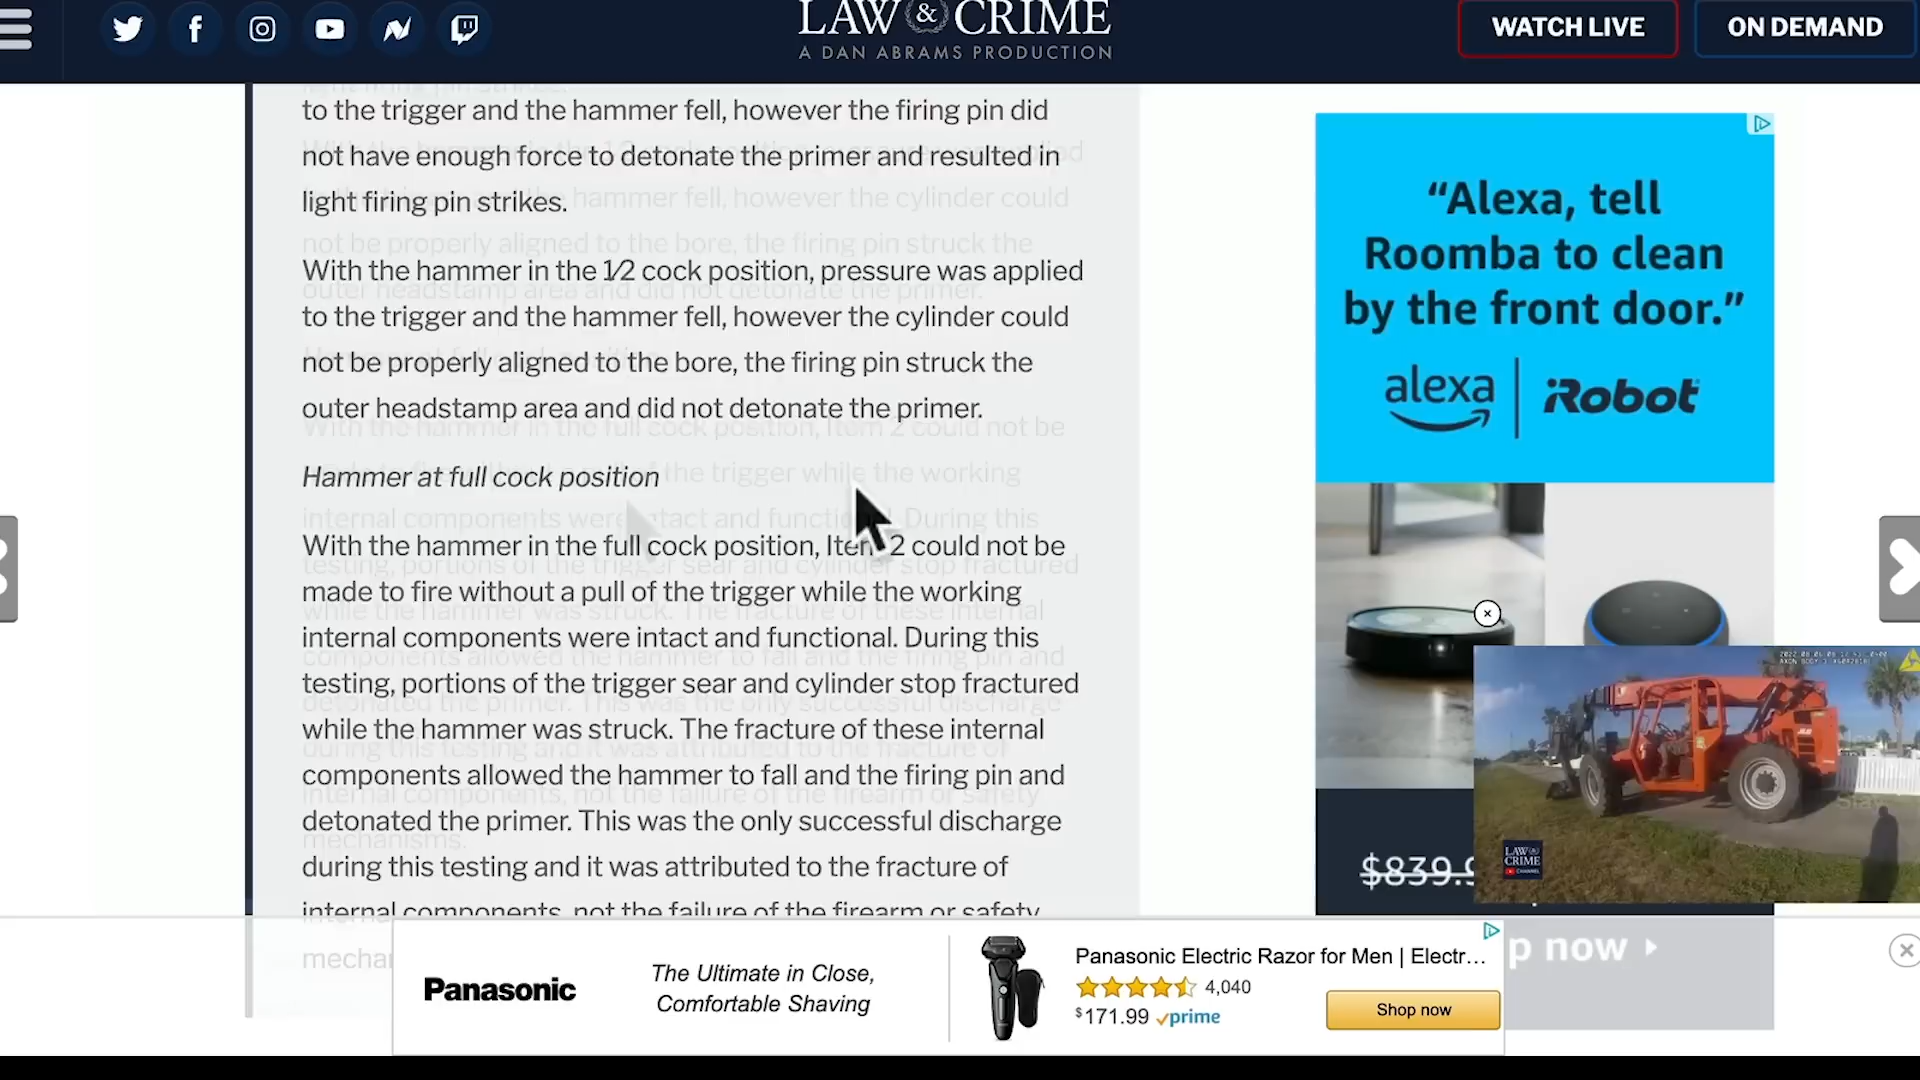 LAW & CRIME
A DAN ABRAMS PRODUCTION
WATCH LIVE
ON DEMAND
to the trigger and the hammer fell, however the firing pin did
not have enough force to detonate the primer and resulted in
light firing pin strikes.
With the hammer in the 1⁄2 cock position, pressure was applied
to the trigger and the hammer fell, however the cylinder could
not be properly aligned to the bore, the firing pin struck the
outer headstamp area and did not detonate the primer.
Hammer at full cock position
With the hammer in the full cock position, Item 2 could not be
made to fire without a pull of the trigger while the working
internal components were intact and functional. During this
testing, portions of the trigger sear and cylinder stop fractured
while the hammer was struck. The fracture of these internal
components allowed the hammer to fall and the firing pin and
detonated the primer. This was the only successful discharge
during this testing and it was attributed to the fracture of
internal components, not the failure of the firearm or safety
“Alexa, tell
Roomba to clean
by the front door.”
alexa
iRobot
LAW &
CRIME
CHANNEL
p now
Panasonic
The Ultimate in Close,
Comfortable Shaving
Panasonic Electric Razor for Men | Electr...
4,040
$171.99 prime
Shop now